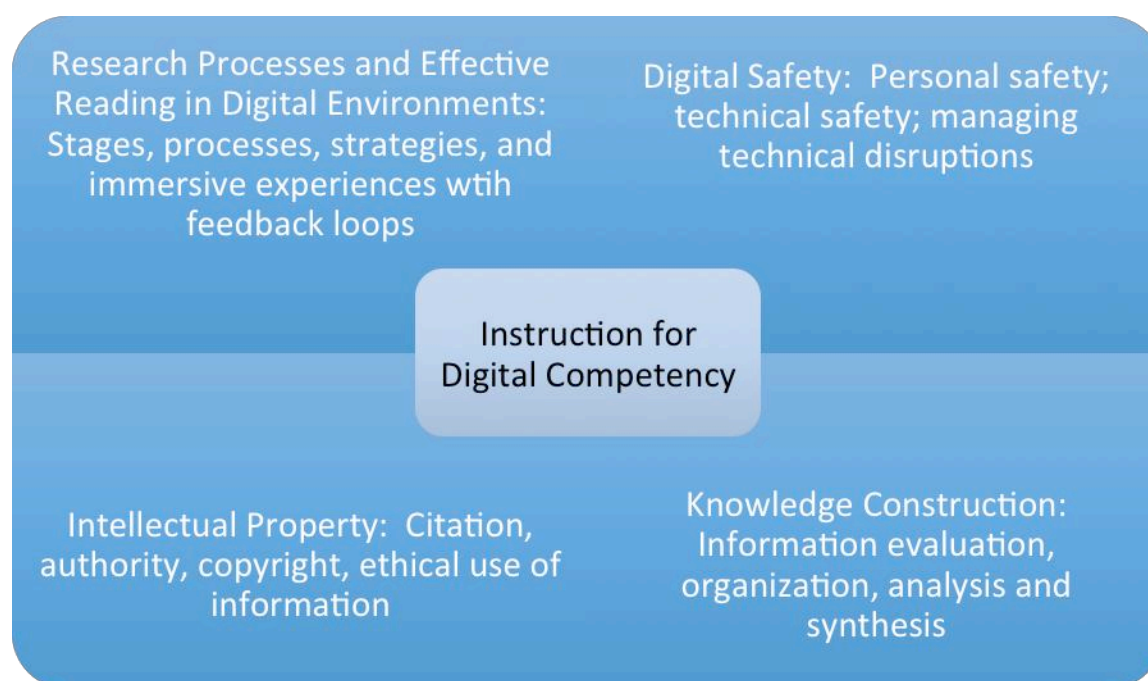 Research Processes and Effective
Reading in Digital Environments:
Stages, processes, strategies, and
immersive experiences wtih
feedback loops
Digital Safety:  Personal safety;
technical safety; managing
technical disruptions
Instruction for
Digital Competency
Intellectual Property:  Citation,
authority, copyright, ethical use of
information
Knowledge Construction:
Information evaluation,
organization, analysis and
synthesis